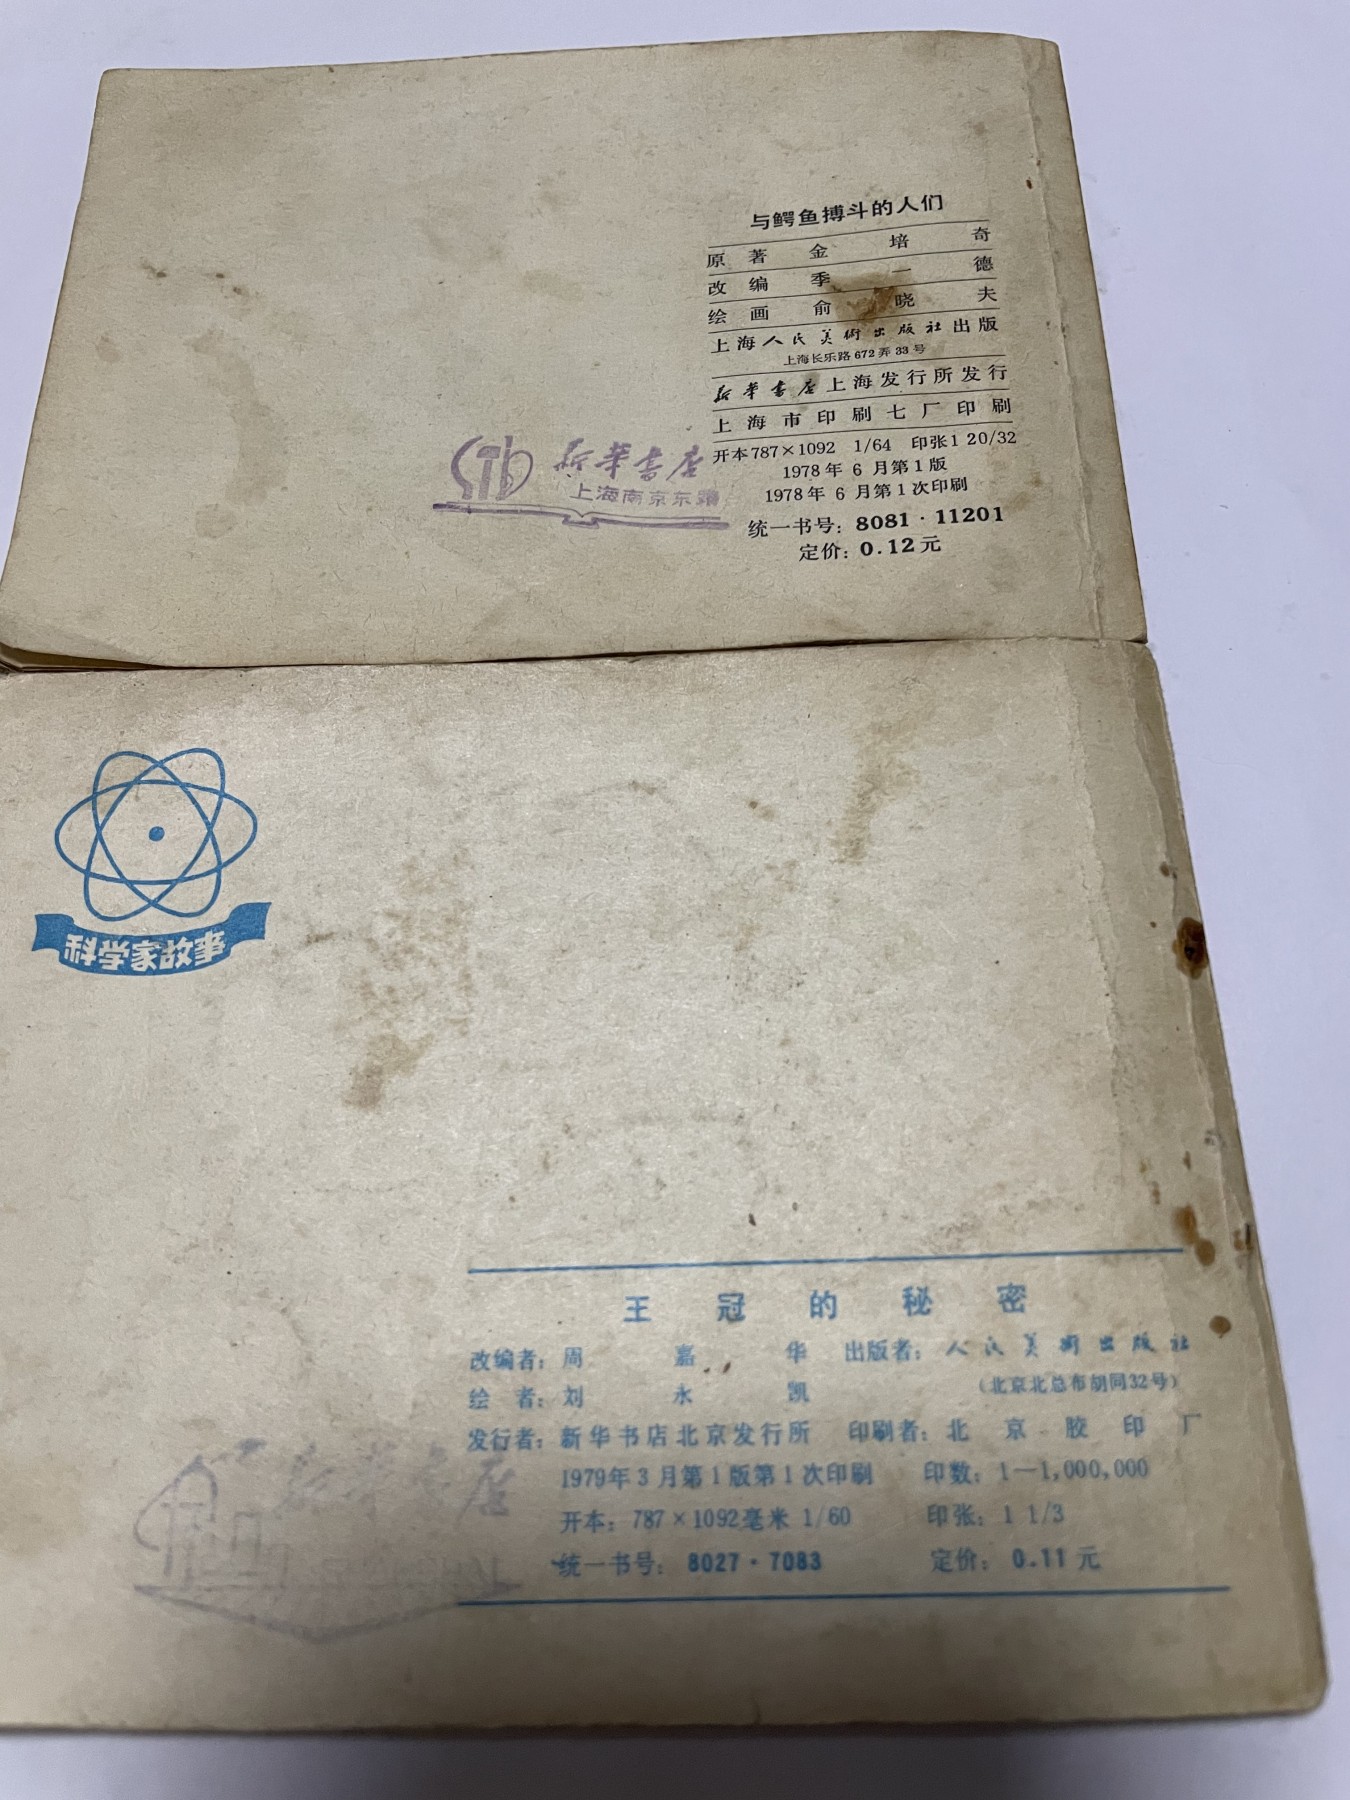 与鳄鱼搏斗的人们
原著 金培奇
改编 季一德
绘画 俞晓夫
上海人民美術出版社出版
上海长乐路672弄33号
新华書店上海发行所发行
上海市印刷七厂印刷
开本787×1092 1/64 印张1 20/32
1978年6月第1版
1978年6月第1次印刷
统一书号：8081·11201
定价：0.12元
新華書店
上海南京东路
科学家故事
王冠的秘密
改编者：周嘉华 出版者：人民美術出版社
绘者：刘永凯 （北京北总布胡同32号）
发行者：新华书店北京发行所 印刷者：北京胶印厂
1979年3月第1版第1次印刷 印数：1—1,000,000
开本：787×1092毫米 1/60 印张：1 1/3
统一书号：8027·7083 定价：0.11元
新華書店